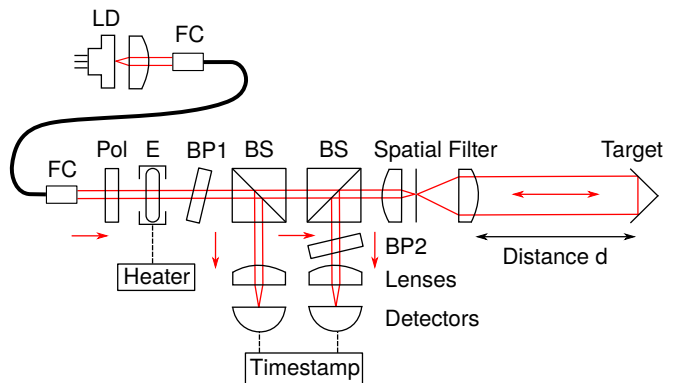 LD
FC
FC
Pol
E
BP1
BS
BS
Spatial Filter
Target
BP2
Distance d
Heater
Lenses
Detectors
Timestamp